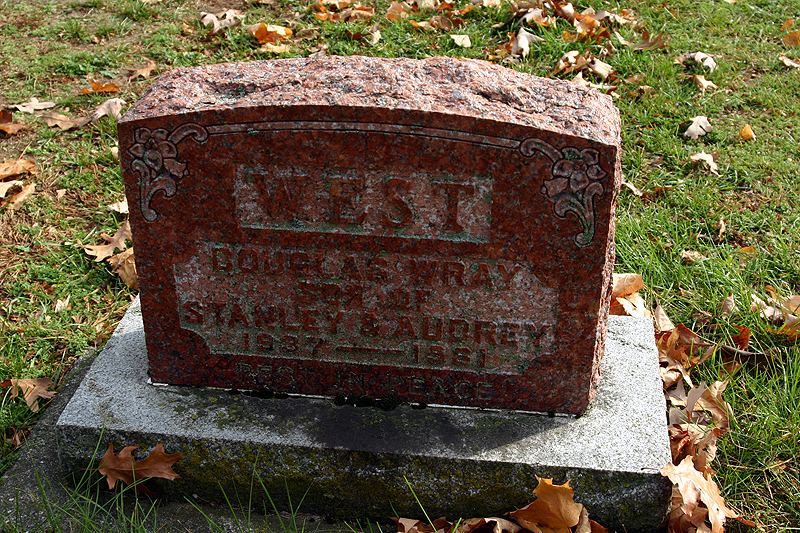 WEST
DOUGLAS WRAY
SON OF
STANLEY & AUDREY
1937 — 1961
REST IN PEACE